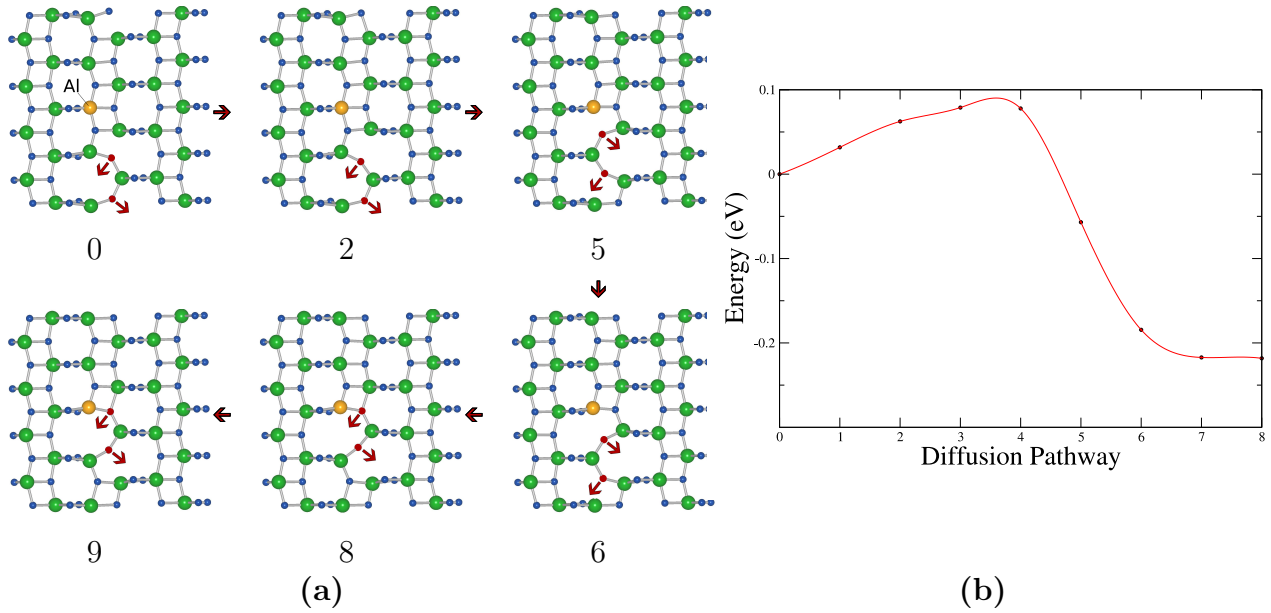 Al
0 2 5
9 8 6
(a)
0.1
0
-0.1
-0.2
Energy (eV)
0 1 2 3 4 5 6 7 8
Diffusion Pathway
(b)